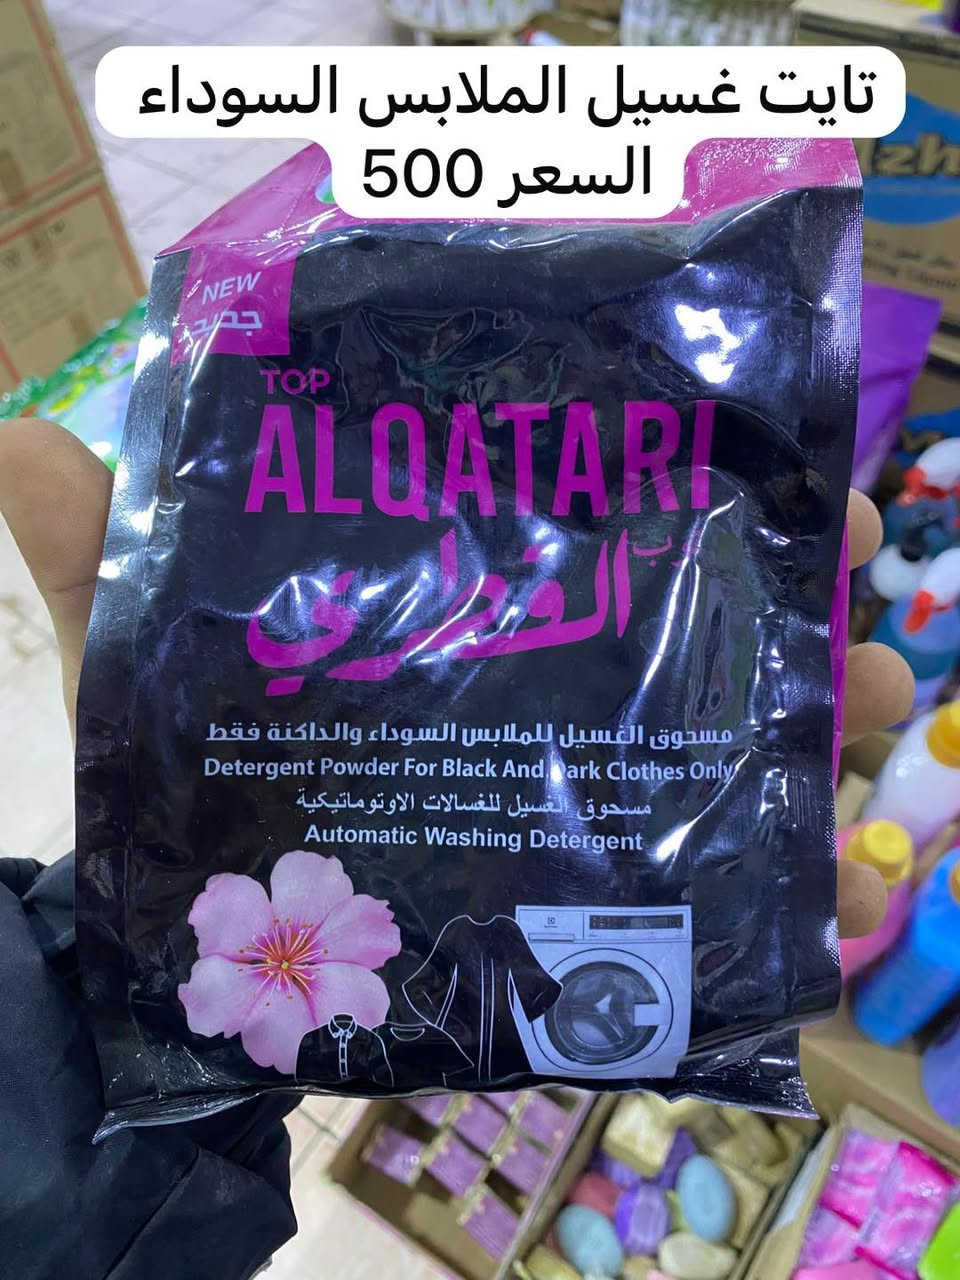 تايت غسيل الملابس السوداء
السعر 500
NEW
جديد
TOP
ALQATARI
القطري
مسحوق الغسيل للملابس السوداء والداكنة فقط
Detergent Powder For Black And Dark Clothes Only
مسحوق الغسيل للغسالات الاوتوماتيكية
Automatic Washing Detergent